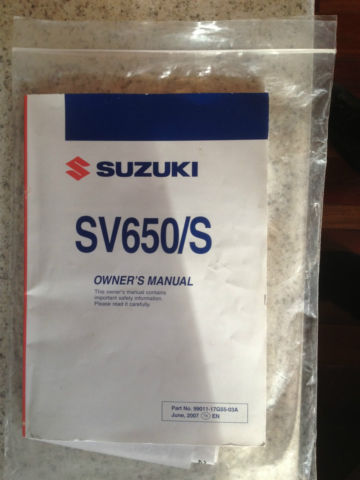 SUZUKI
SV650/S
OWNER'S MANUAL
This owner's manual contains
important safety information.
Please read it carefully.
Part No. 99011-17G55-03A
June, 2007 EN